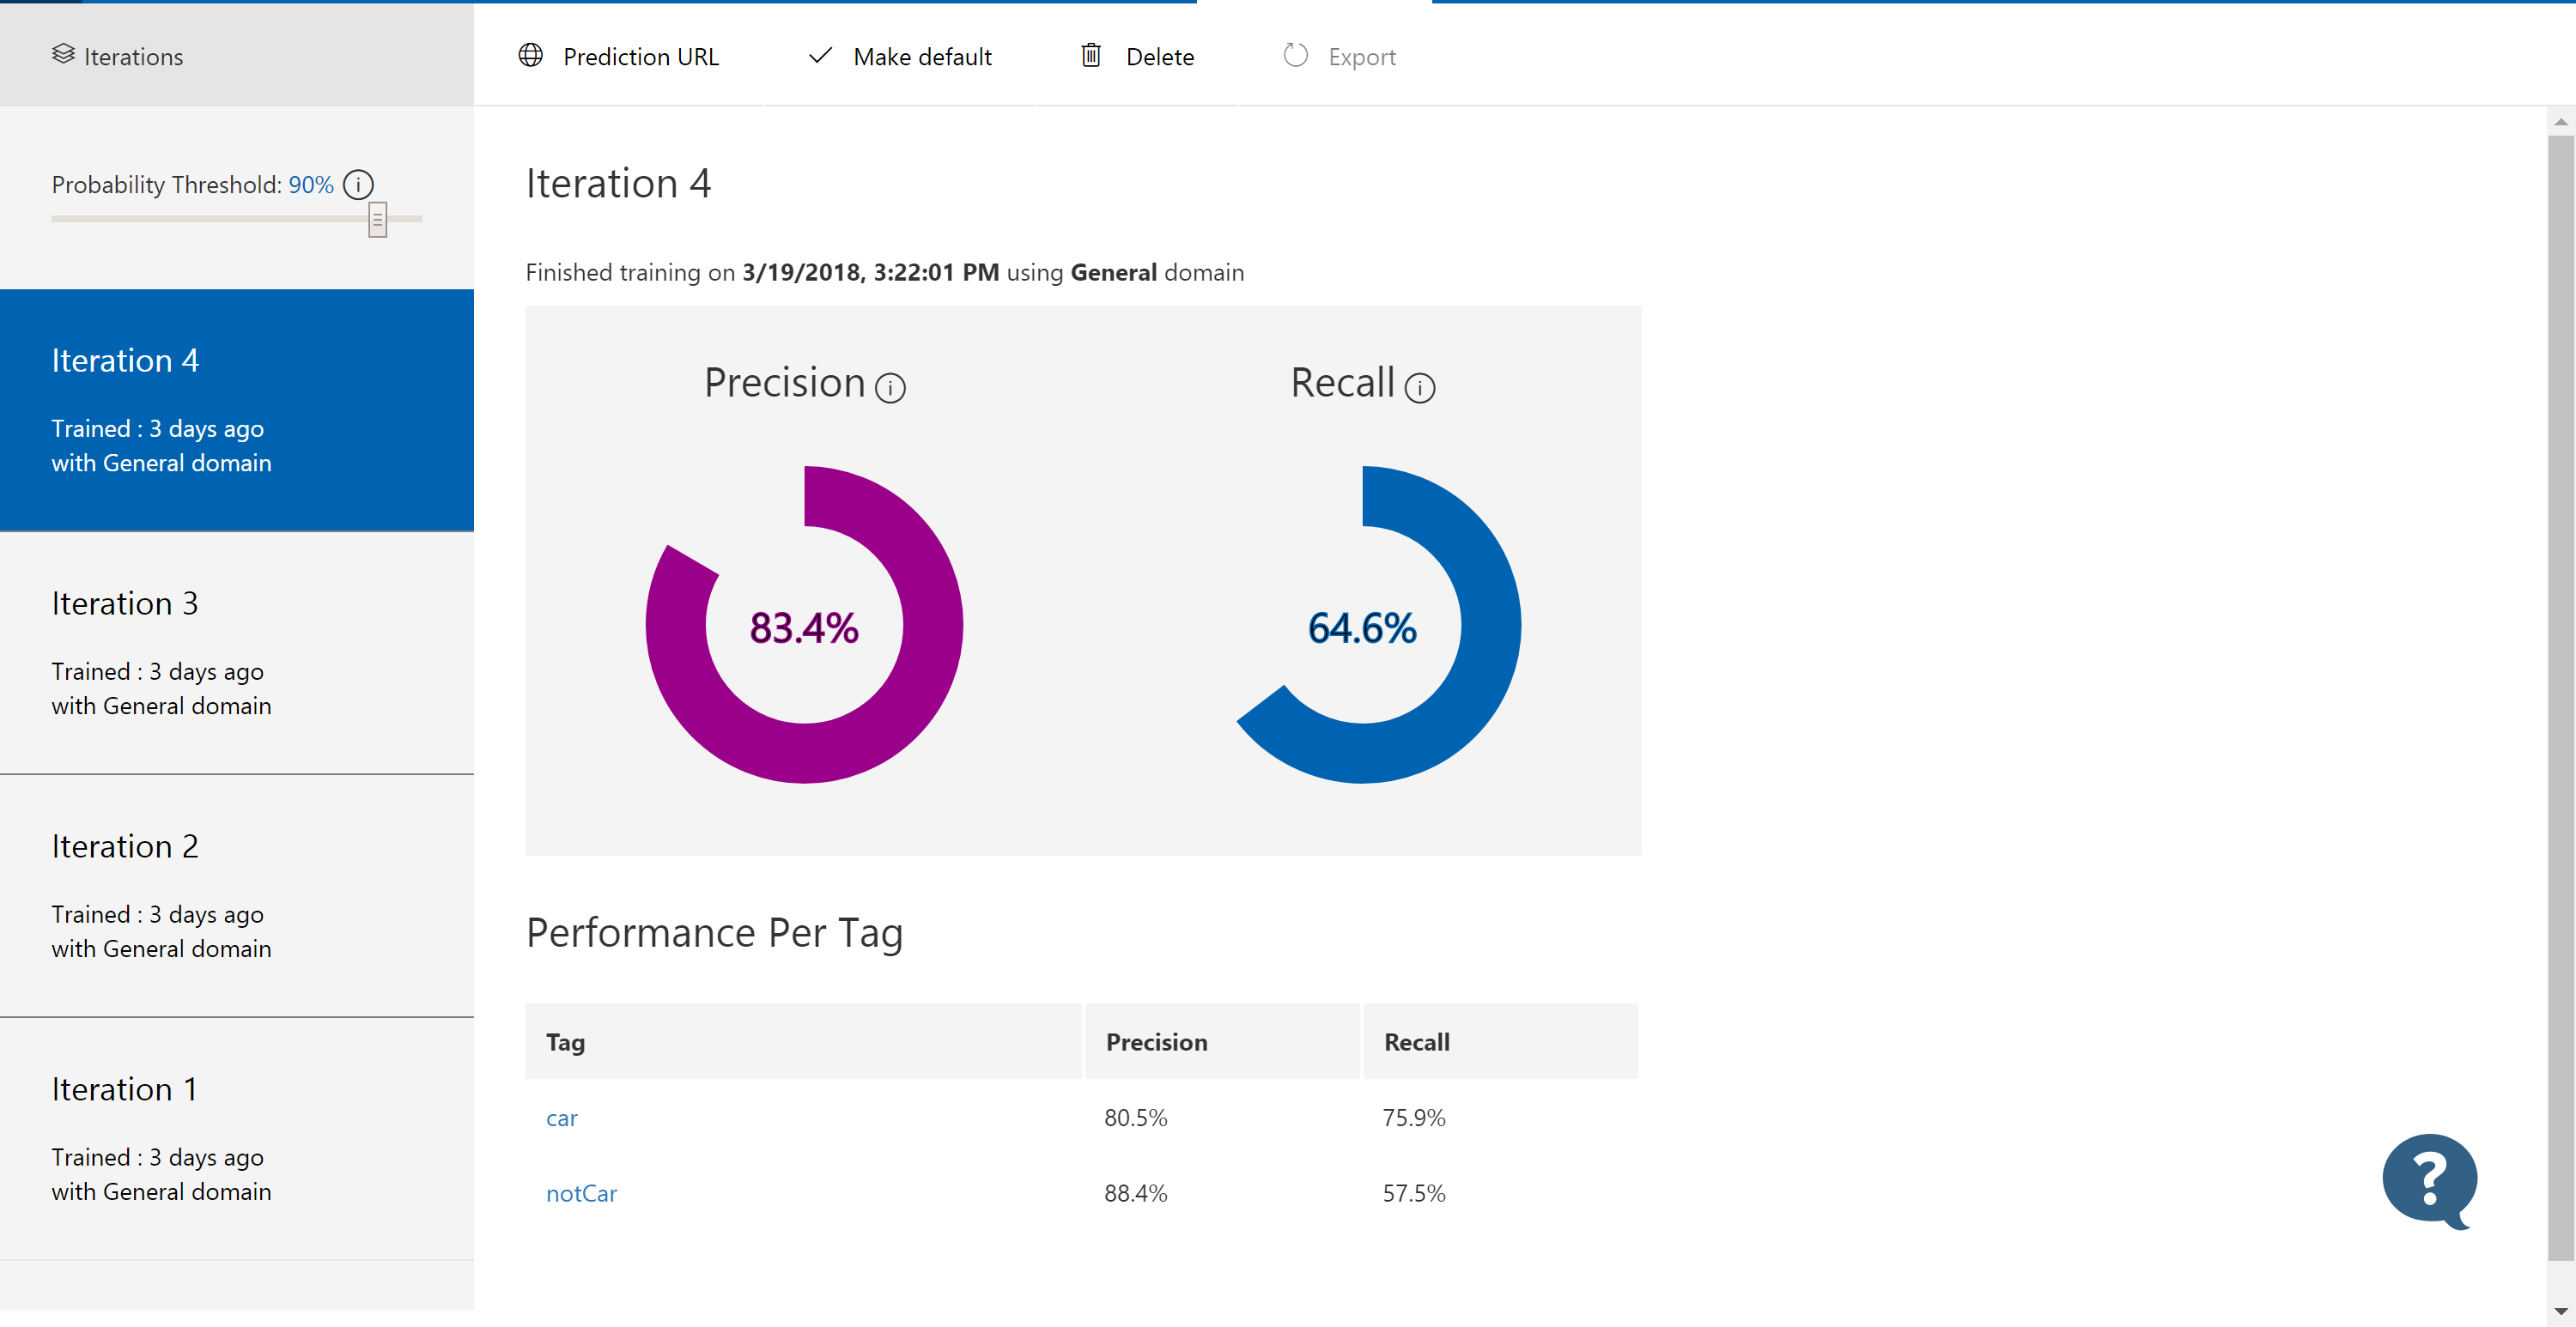 Iterations
Prediction URL
Make default
Delete
Export
Probability Threshold: 90%
Iteration 4
Trained : 3 days ago
with General domain
Iteration 3
Trained : 3 days ago
with General domain
Iteration 2
Trained : 3 days ago
with General domain
Iteration 1
Trained : 3 days ago
with General domain
Iteration 4
Finished training on 3/19/2018, 3:22:01 PM using General domain
Precision
Recall
83.4%
64.6%
Performance Per Tag
Tag Precision Recall
car 80.5% 75.9%
notCar 88.4% 57.5%
?